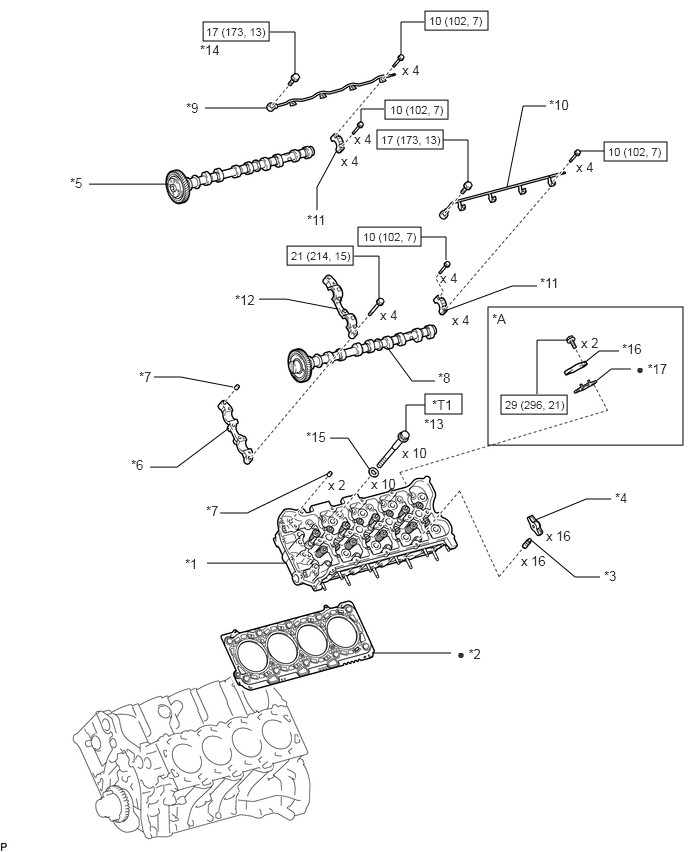 10 (102, 7)
17 (173, 13)
*14
x 4
*9
10 (102, 7)
*10
x 4
17 (173, 13)
10 (102, 7)
x 4
x 4
*5
*11
10 (102, 7)
21 (214, 15)
x 4
*11
*12
x 4
x 4
*A
x 2
*16
● *17
*7
*8
29 (296, 21)
*T1
*13
*15
x 10
*6
x 10
x 2
*7
*4
x 16
*1
x 16
*3
● *2
P